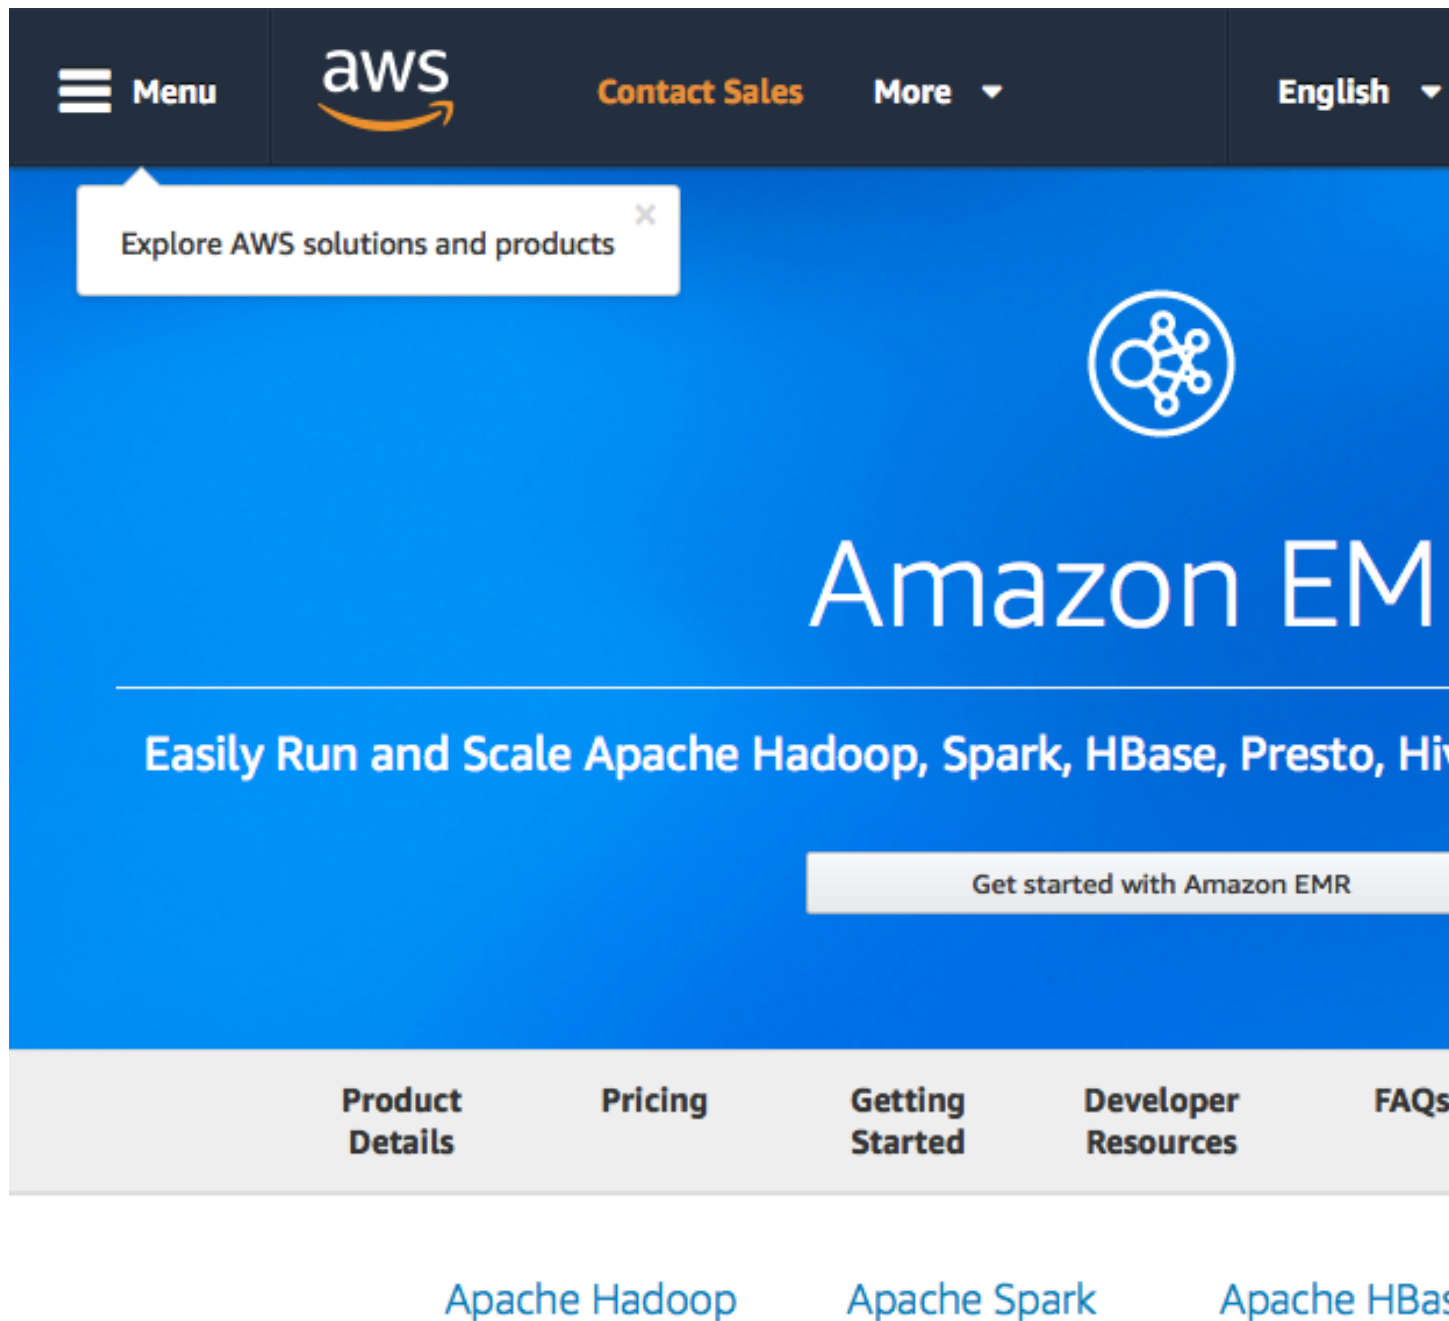 Menu
aws
Contact Sales
More
English
Explore AWS solutions and products
Amazon EM
Easily Run and Scale Apache Hadoop, Spark, HBase, Presto, Hiv
Get started with Amazon EMR
Product Details
Pricing
Getting Started
Developer Resources
FAQs
Apache Hadoop
Apache Spark
Apache HBas